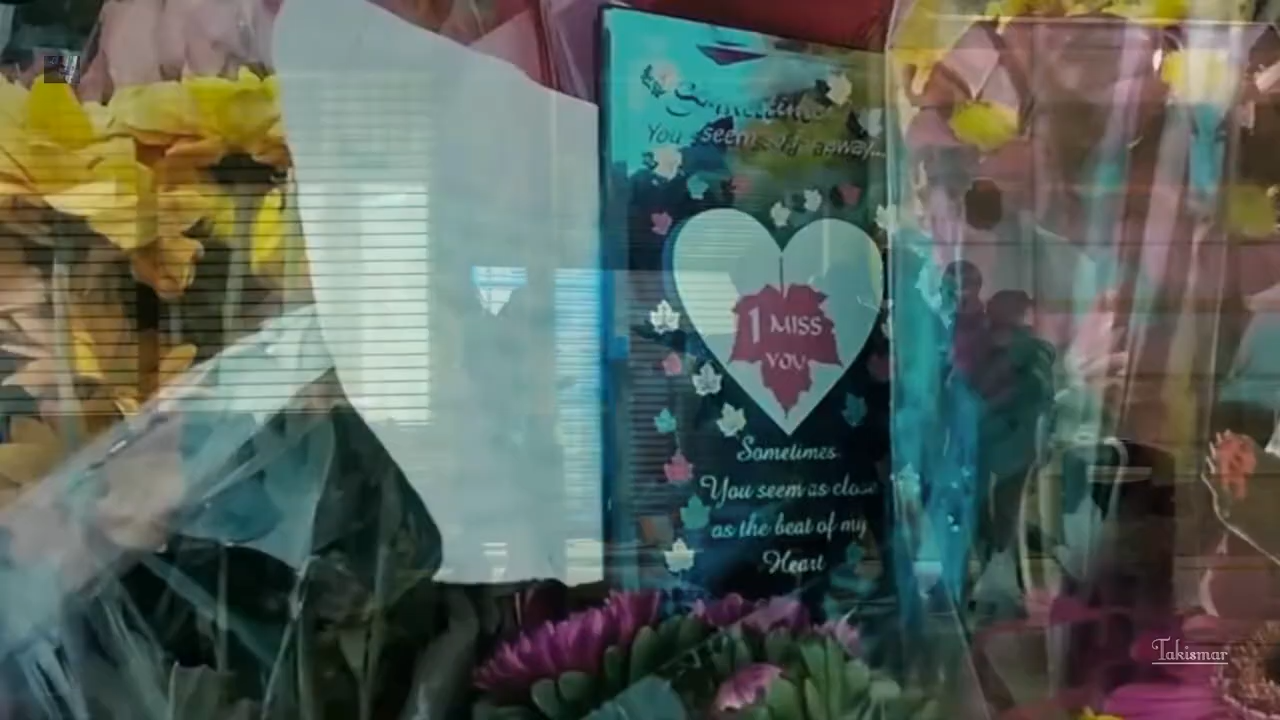 Sometimes
You seem so far away...
I MISS
YOU
Sometimes
You seem as close
as the beat of my
Heart
Takismar